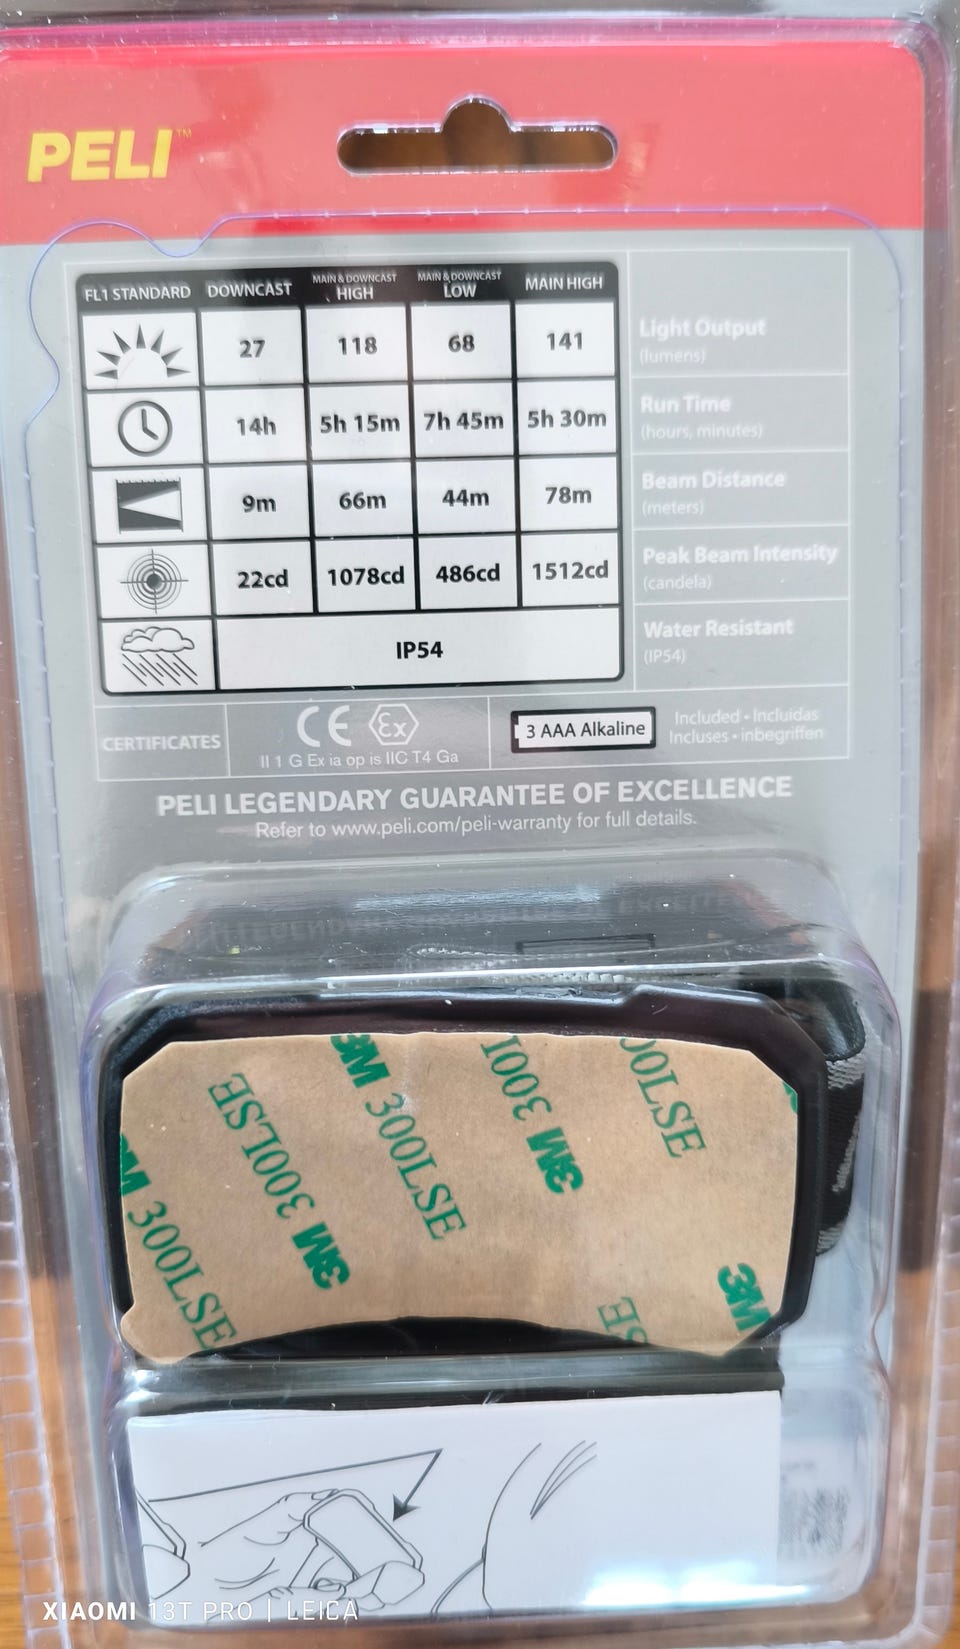 PELI™
FL1 STANDARD DOWNCAST MAIN & DOWNCAST HIGH MAIN & DOWNCAST LOW MAIN HIGH
27 118 68 141 Light Output (lumens)
14h 5h 15m 7h 45m 5h 30m Run Time (hours, minutes)
9m 66m 44m 78m Beam Distance (meters)
22cd 1078cd 486cd 1512cd Peak Beam Intensity (candela)
IP54 Water Resistant (IP54)
CERTIFICATES
CE Ex
II 1 G Ex ia op is IIC T4 Ga
3 AAA Alkaline
Included • Incluidas
Incluses • inbegriffen
PELI LEGENDARY GUARANTEE OF EXCELLENCE
Refer to www.peli.com/peli-warranty for full details.
3M 300LSE
3M 300LSE
3M 300LSE
3M 300LSE
300LSE
3M
XIAOMI 13T PRO | LEICA